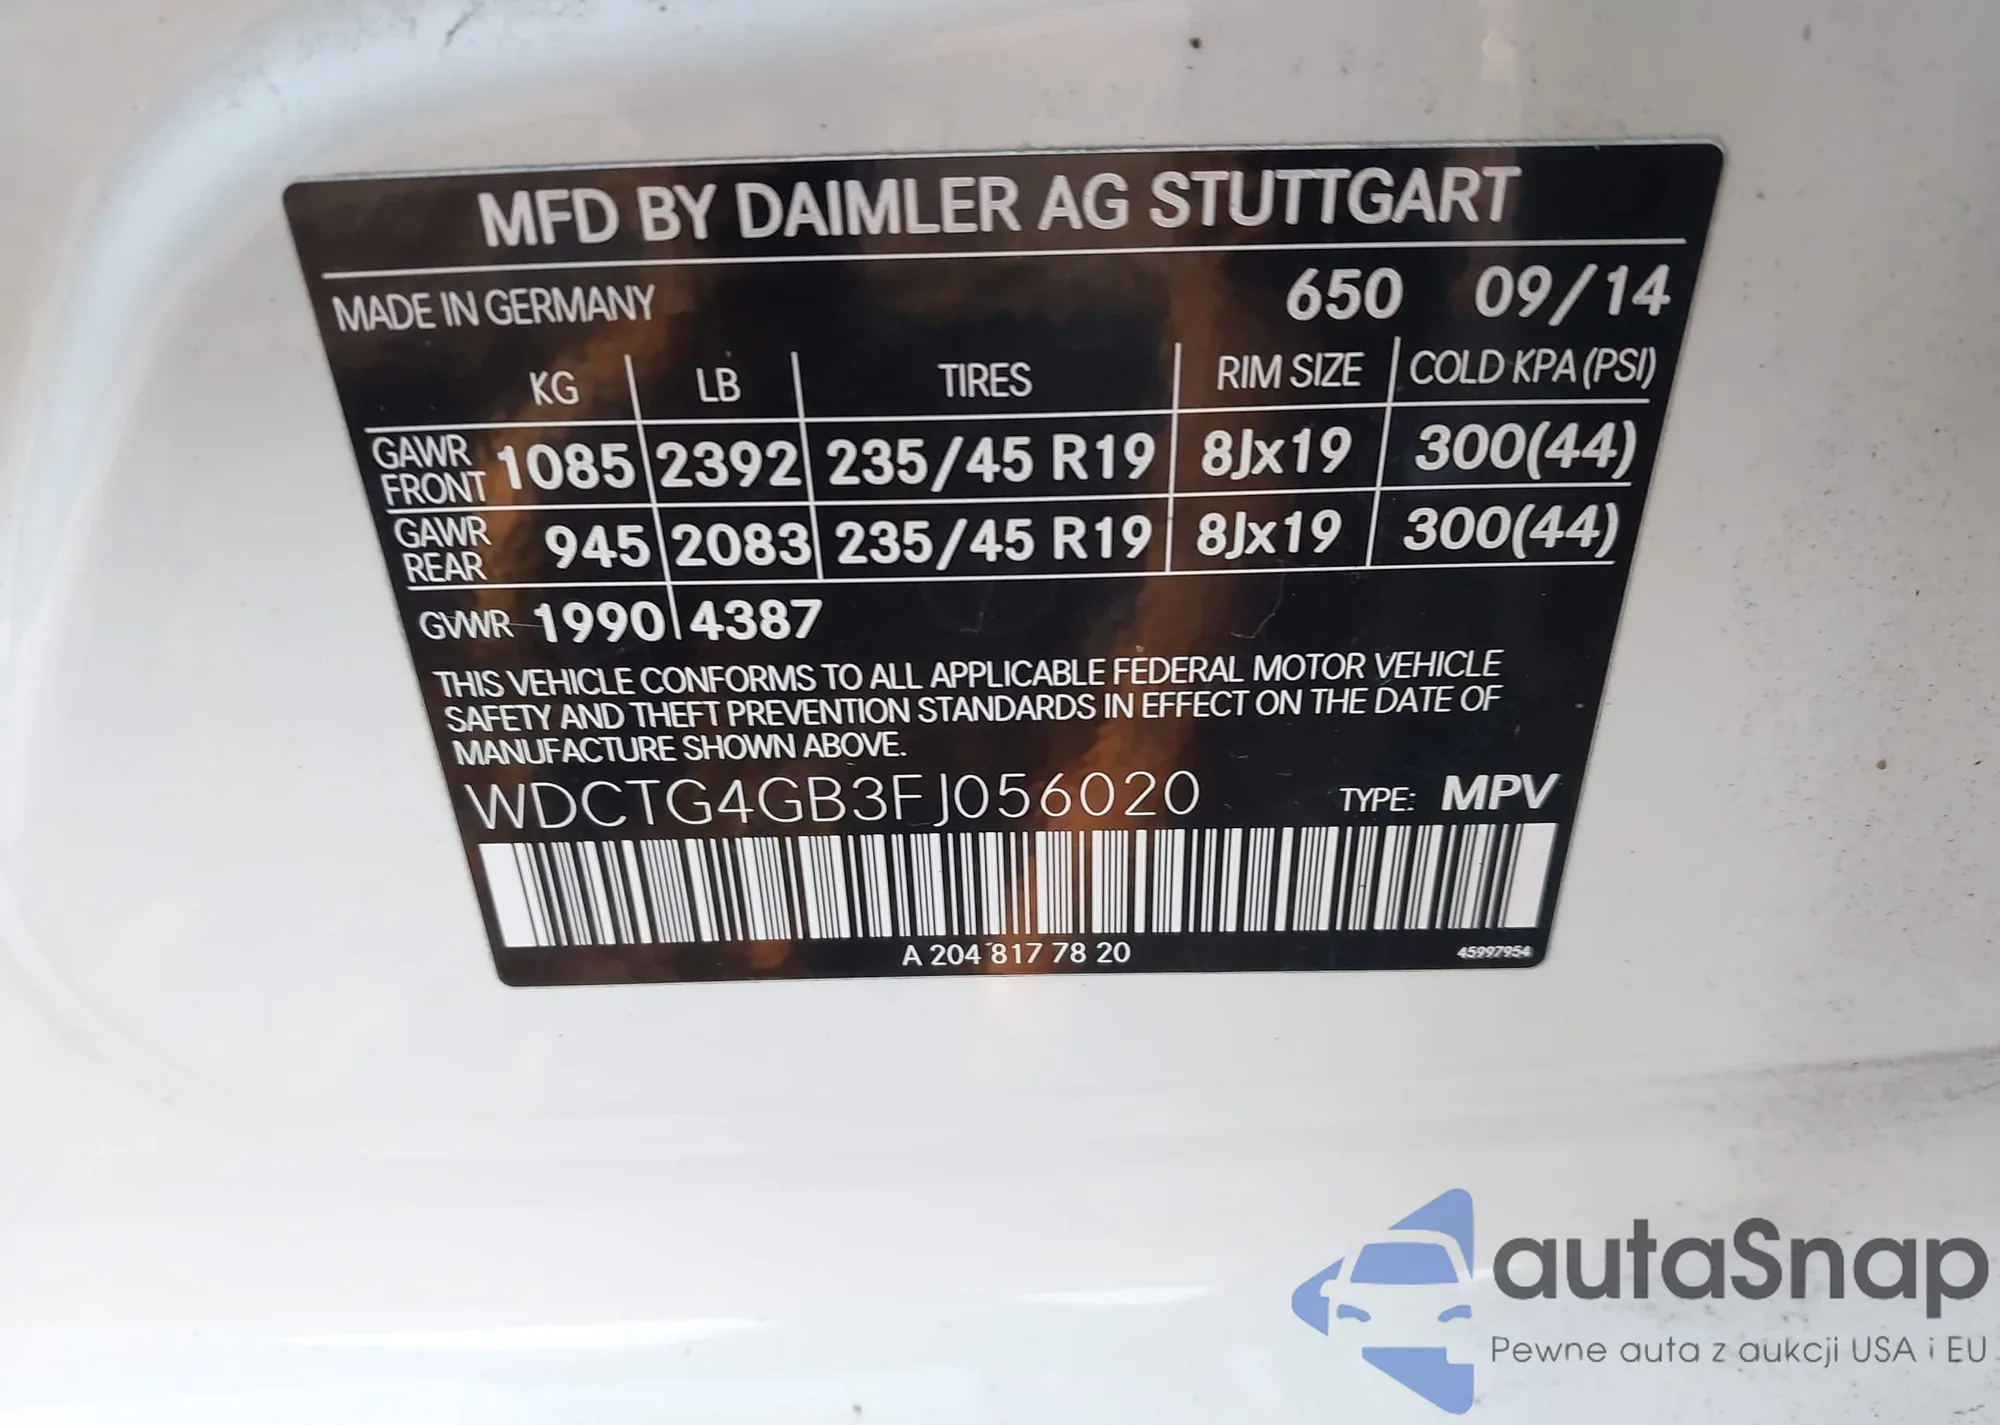 MFD BY DAIMLER AG STUTTGART
MADE IN GERMANY 650 09/14
KG LB TIRES RIM SIZE COLD KPA (PSI)
GAWR FRONT 1085 2392 235/45 R19 8Jx19 300(44)
GAWR REAR 945 2083 235/45 R19 8Jx19 300(44)
GVWR 1990 4387
THIS VEHICLE CONFORMS TO ALL APPLICABLE FEDERAL MOTOR VEHICLE
SAFETY AND THEFT PREVENTION STANDARDS IN EFFECT ON THE DATE OF
MANUFACTURE SHOWN ABOVE.
WDCTG4GB3FJ056020 TYPE: MPV
A 204 817 78 20 45997954
autaSnap
Pewne auta z aukcji USA i EU